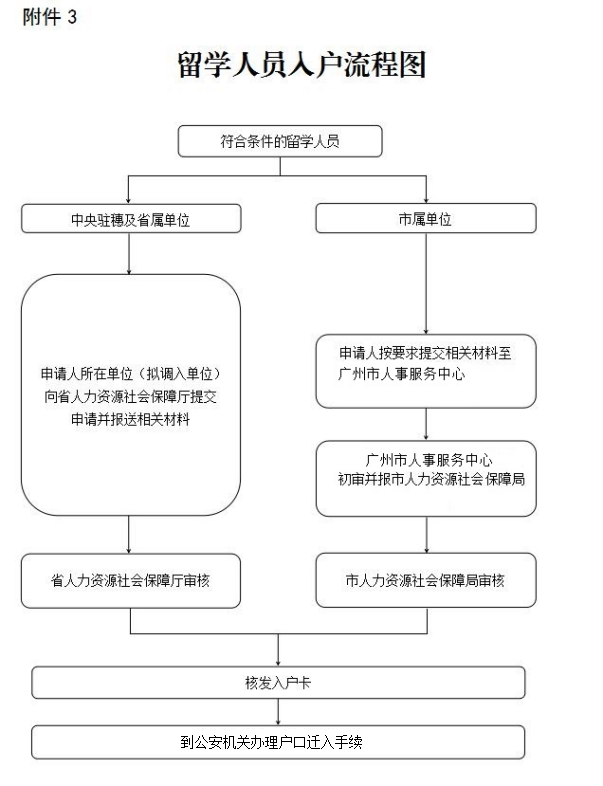 附件 3
留学人员入户流程图
符合条件的留学人员
中央驻穗及省属单位
市属单位
申请人所在单位（拟调入单位）
向省人力资源社会保障厅提交
申请并报送相关材料
申请人按要求提交相关材料至
广州市人事服务中心
广州市人事服务中心
初审并报市人力资源社会保障局
省人力资源社会保障厅审核
市人力资源社会保障局审核
核发入户卡
到公安机关办理户口迁入手续